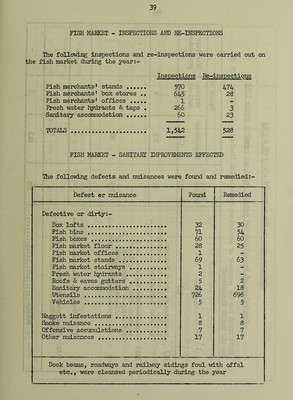 39
FISH MARKET - INSPECTIONS AND RE-INSPECTIONS
The following inspections and re-inspections were carried out on
the fish market during the year:-
Inspections Re-inspections
Fish merchants' stands ...... 570 474
Fish merchants' box stores .. 645 28
Fish merchants' offices ..... 1 -
Fresh water hydrants & taps . 266 3
Sanitary accommodation ...... 60 23
TOTALS ...................... 1,542 528
FISH MARKET - SANITARY IMPROVEMENTS EFFECTED
The following defects and nuisances were found and remedied:-
Defect or nuisance Found Remedied
Defective or dirty:-
Box lofts ...................... 32 30
Fish bins ...................... 71 54
Fish boxes ..................... 60 60
Fish market floor .............. 28 25
Fish market offices ............ 1 -
Fish market stands ............. 69 63
Fish market stairways .......... 1 -
Fresh water hydrants ........... 2 -
Roofs & eaves gutters .......... 5 2
Sanitary accommodation ......... 24 18
Utensils ....................... 726 696
Vehicles ....................... 5 5
Maggott infestations ............... 1 1
Smoke nuisance ..................... 8 8
Offensive accumulations ............ 7 7
Other nuisances .................... 17 17
Dock beams, roadways and railway sidings foul with offal
etc., were cleansed periodically during the year